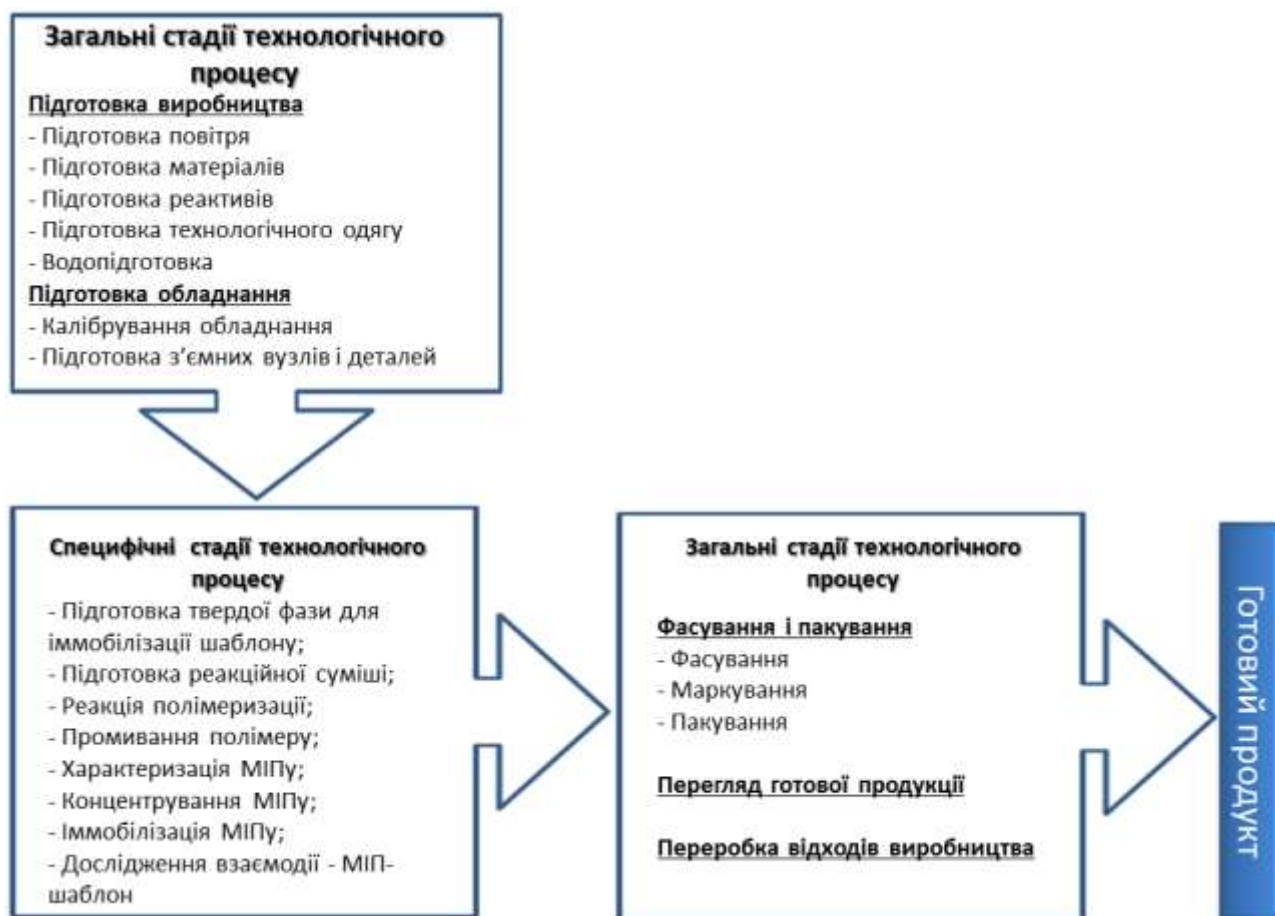 Загальні стадії технологічного
процесу
Підготовка виробництва
- Підготовка повітря
- Підготовка матеріалів
- Підготовка реактивів
- Підготовка технологічного одягу
- Водопідготовка
Підготовка обладнання
- Калібрування обладнання
- Підготовка з’ємних вузлів і деталей
Специфічні стадії технологічного
процесу
- Підготовка твердої фази для
іммобілізації шаблону;
- Підготовка реакційної суміші;
- Реакція полімеризації;
- Промивання полімеру;
- Характеризація МІПу;
- Концентрування МІПу;
- Іммобілізація МІПу;
- Дослідження взаємодії - МІП-
шаблон
Загальні стадії технологічного
процесу
Фасування і пакування
- Фасування
- Маркування
- Пакування
Перегляд готової продукції
Переробка відходів виробництва
Готовий продукт